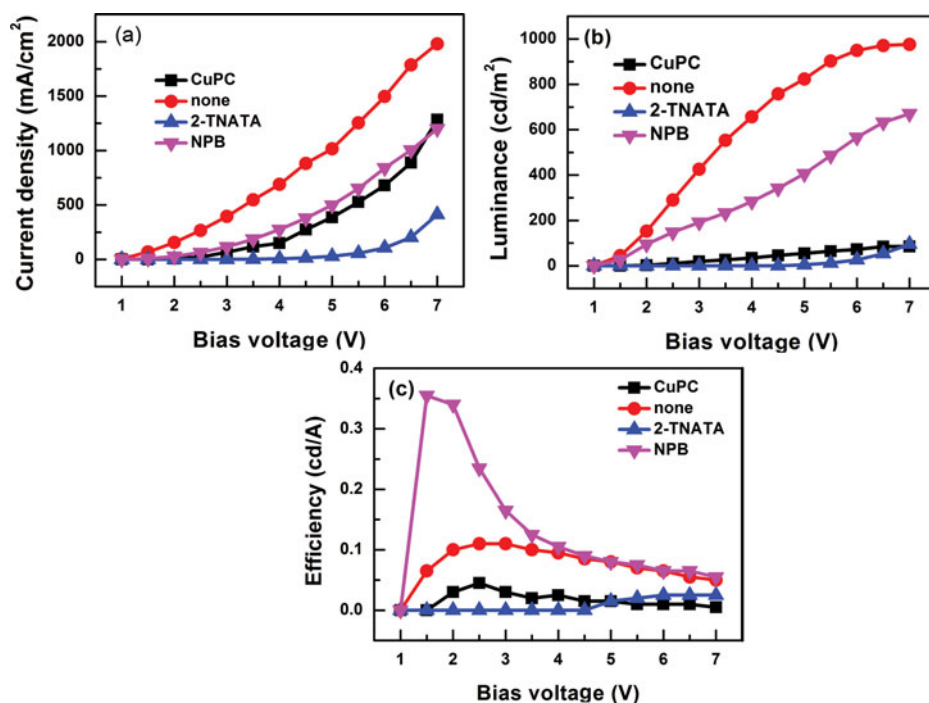 (a)
CuPC
none
2-TNATA
NPB
Current density (mA/cm²)
2000
1500
1000
500
0
1 2 3 4 5 6 7
Bias voltage (V)
(b)
CuPC
none
2-TNATA
NPB
Luminance (cd/m²)
1000
800
600
400
200
0
1 2 3 4 5 6 7
Bias voltage (V)
(c)
CuPC
none
2-TNATA
NPB
Efficiency (cd/A)
0.4
0.3
0.2
0.1
0.0
1 2 3 4 5 6 7
Bias voltage (V)